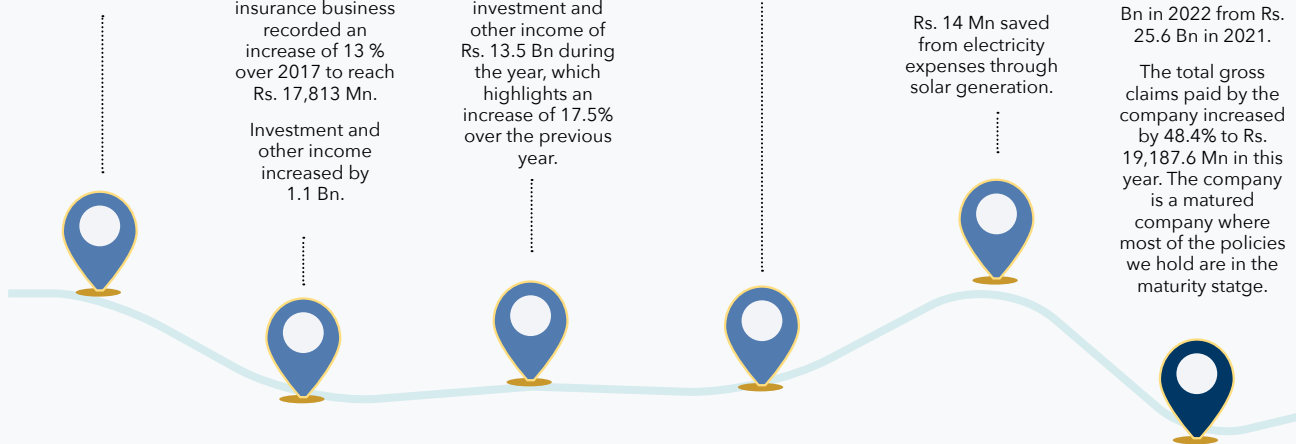 insurance business
recorded an
increase of 13 %
over 2017 to reach
Rs. 17,813 Mn.
Investment and
other income
increased by
1.1 Bn.
investment and
other income of
Rs. 13.5 Bn during
the year, which
highlights an
increase of 17.5%
over the previous
year.
Rs. 14 Mn saved
from electricity
expenses through
solar generation.
Bn in 2022 from Rs.
25.6 Bn in 2021.
The total gross
claims paid by the
company increased
by 48.4% to Rs.
19,187.6 Mn in this
year. The company
is a matured
company where
most of the policies
we hold are in the
maturity statge.